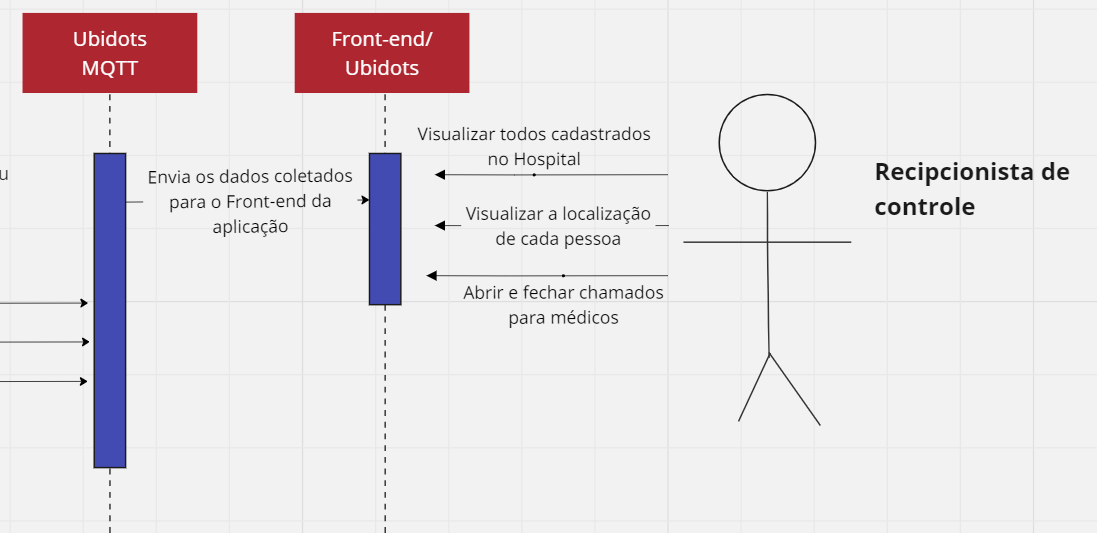 Ubidots
MQTT
Front-end/
Ubidots
u
Envia os dados coletados
para o Front-end da
aplicação
Visualizar todos cadastrados
no Hospital
Visualizar a localização
de cada pessoa
Abrir e fechar chamados
para médicos
Recipcionista de
controle